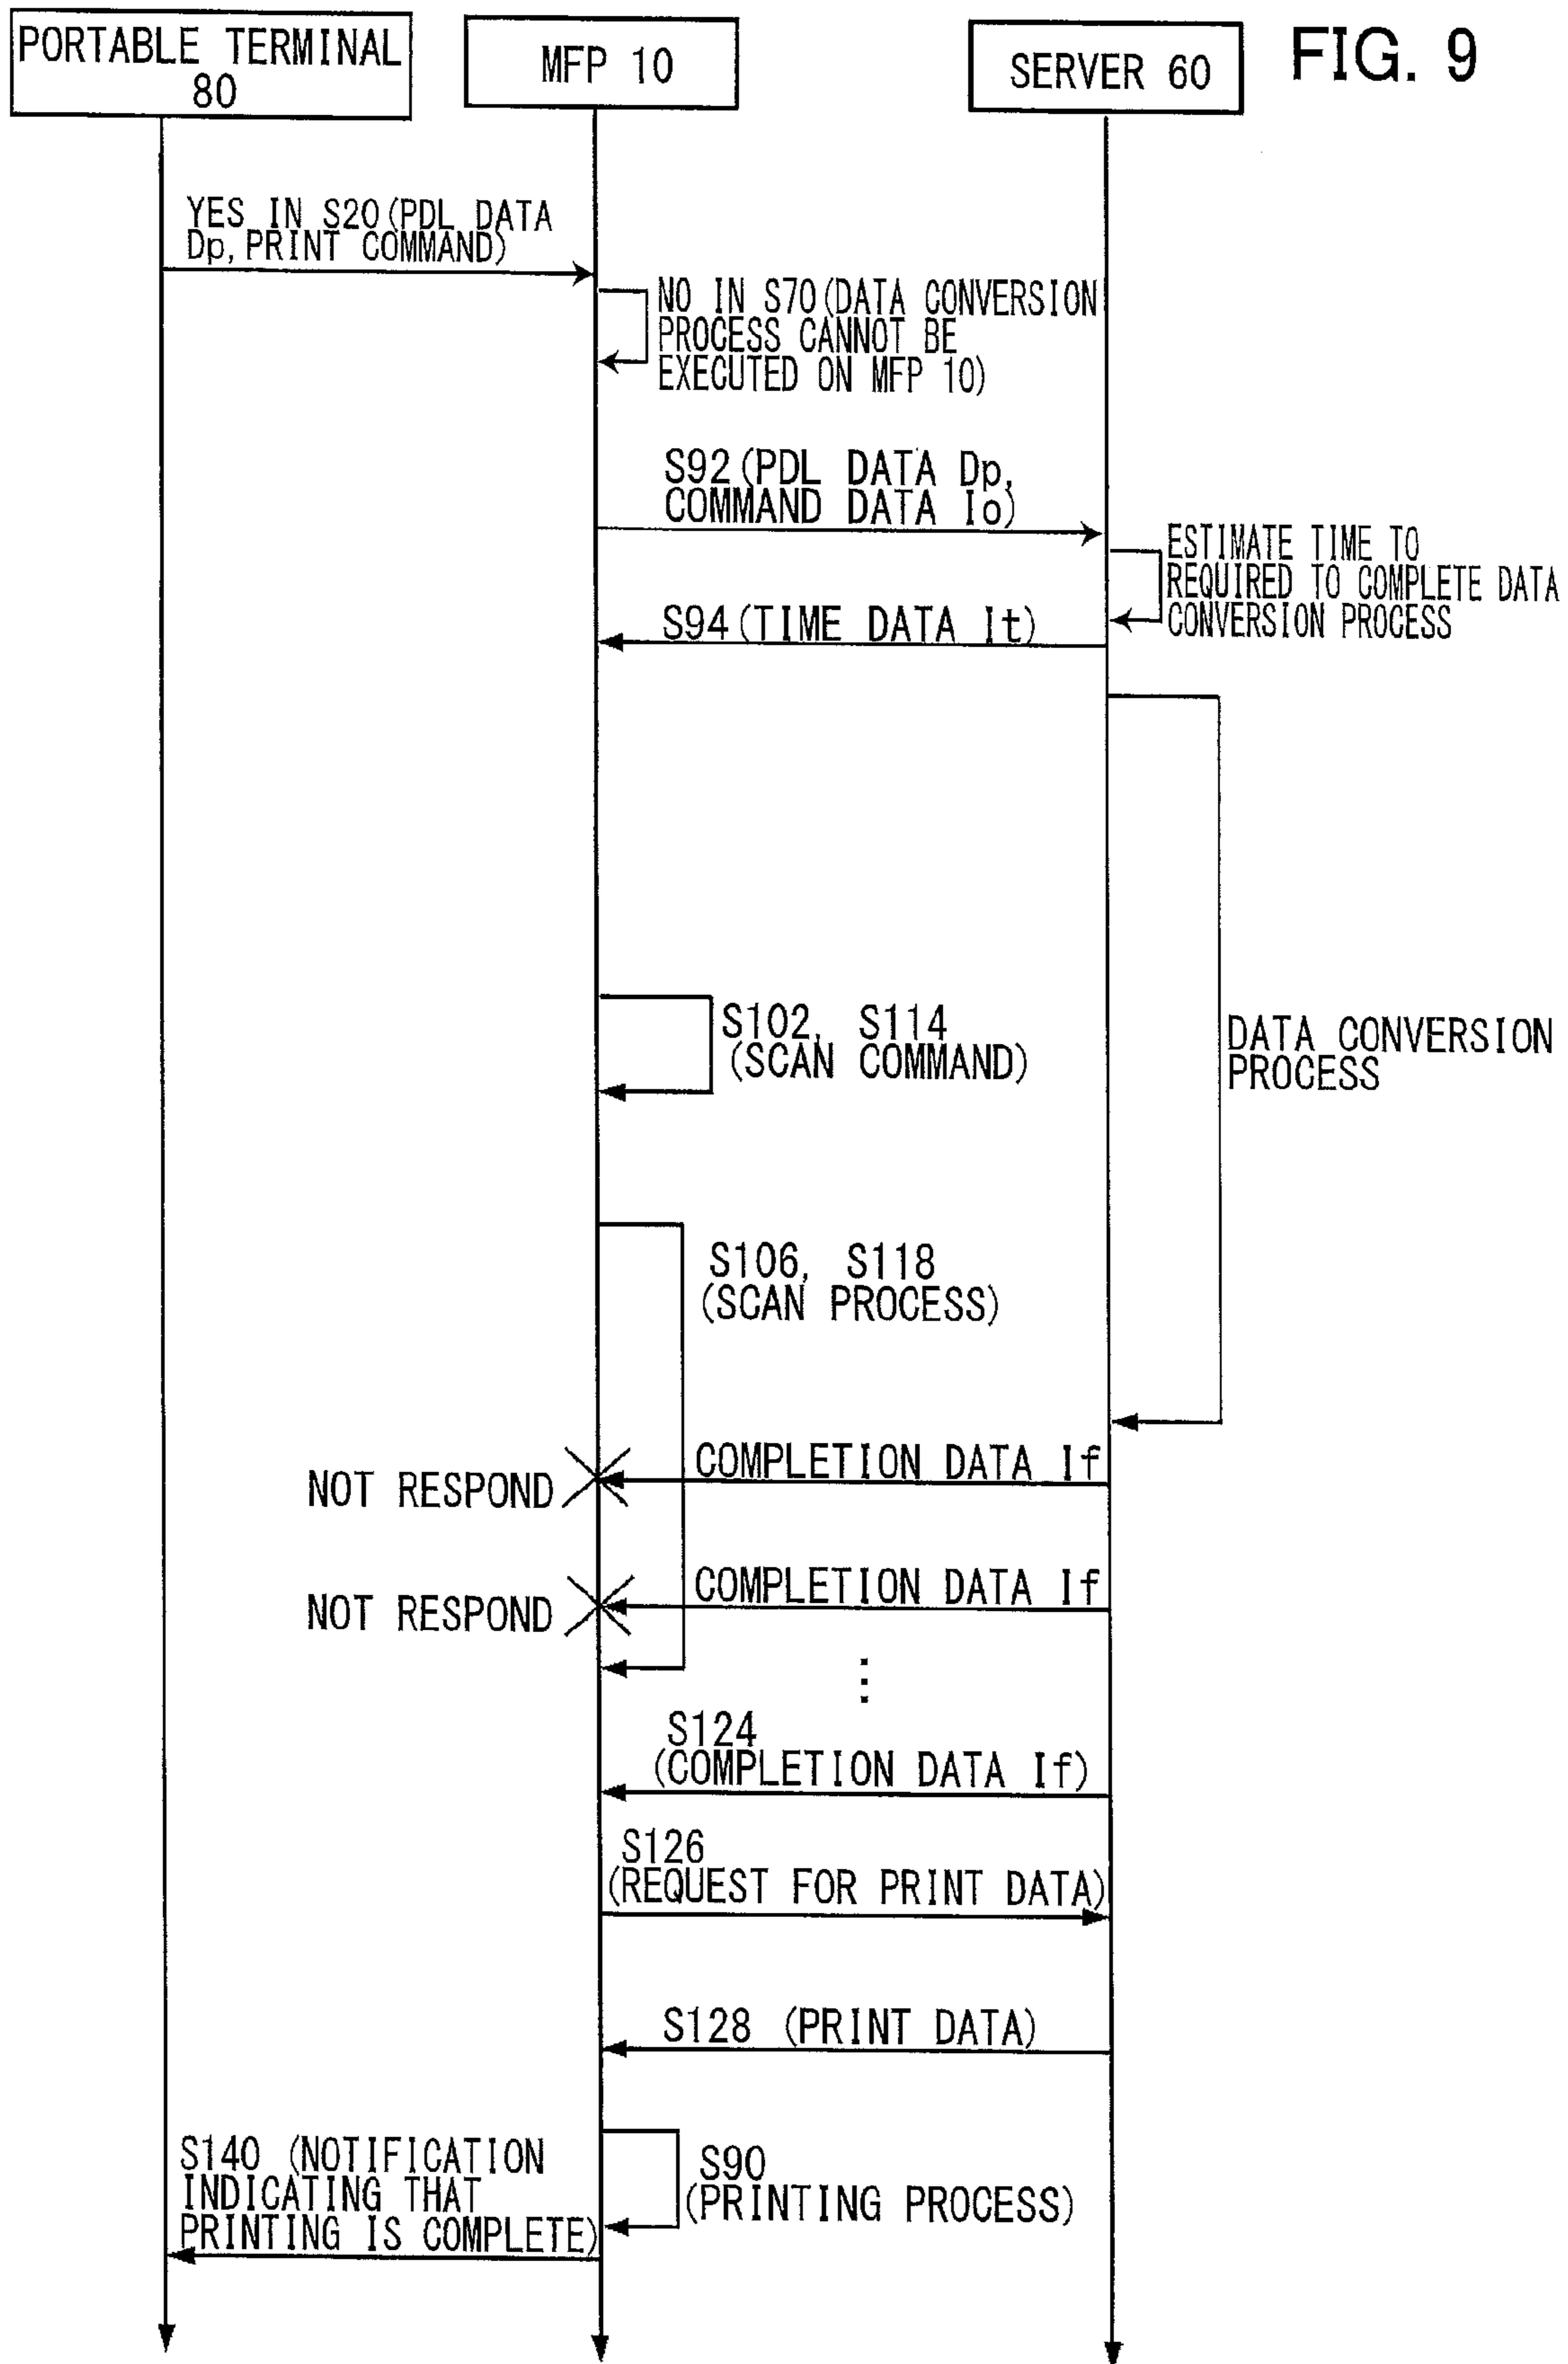 PORTABLE TERMINAL
80
MFP 10
SERVER 60
FIG. 9
YES IN S20(PDL DATA
Dp, PRINT COMMAND)
NO IN S70(DATA CONVERSION
PROCESS CANNOT BE
EXECUTED ON MFP 10)
S92(PDL DATA Dp,
COMMAND DATA Io)
ESTIMATE TIME TO
REQUIRED TO COMPLETE DATA
CONVERSION PROCESS
S94(TIME DATA It)
S102, S114
(SCAN COMMAND)
DATA CONVERSION
PROCESS
S106, S118
(SCAN PROCESS)
COMPLETION DATA If
NOT RESPOND
COMPLETION DATA If
NOT RESPOND
⋮
S124
(COMPLETION DATA If)
S126
(REQUEST FOR PRINT DATA)
S128 (PRINT DATA)
S140 (NOTIFICATION
INDICATING THAT
PRINTING IS COMPLETE)
S90
(PRINTING PROCESS)